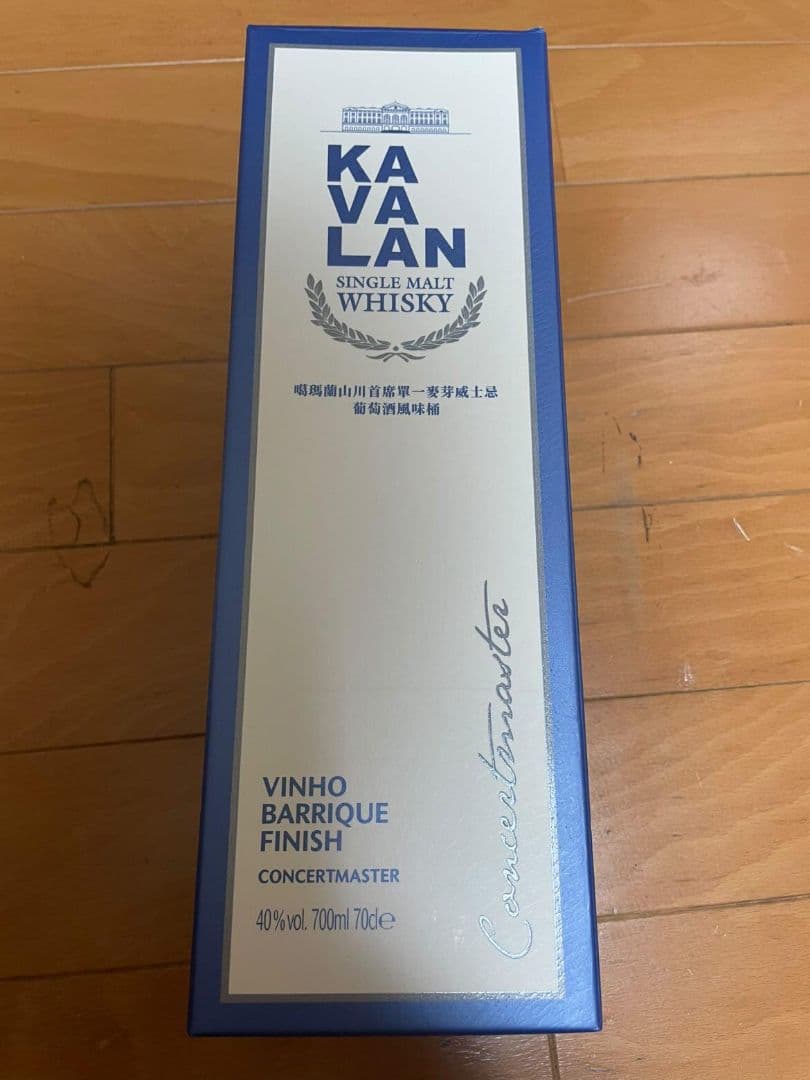 KA
VA
LAN
SINGLE MALT
WHISKY
噶瑪蘭山川首席單一麥芽威士忌
葡萄酒風味桶
Concertmaster
VINHO
BARRIQUE
FINISH
CONCERTMASTER
40%vol. 700ml 70cl℮